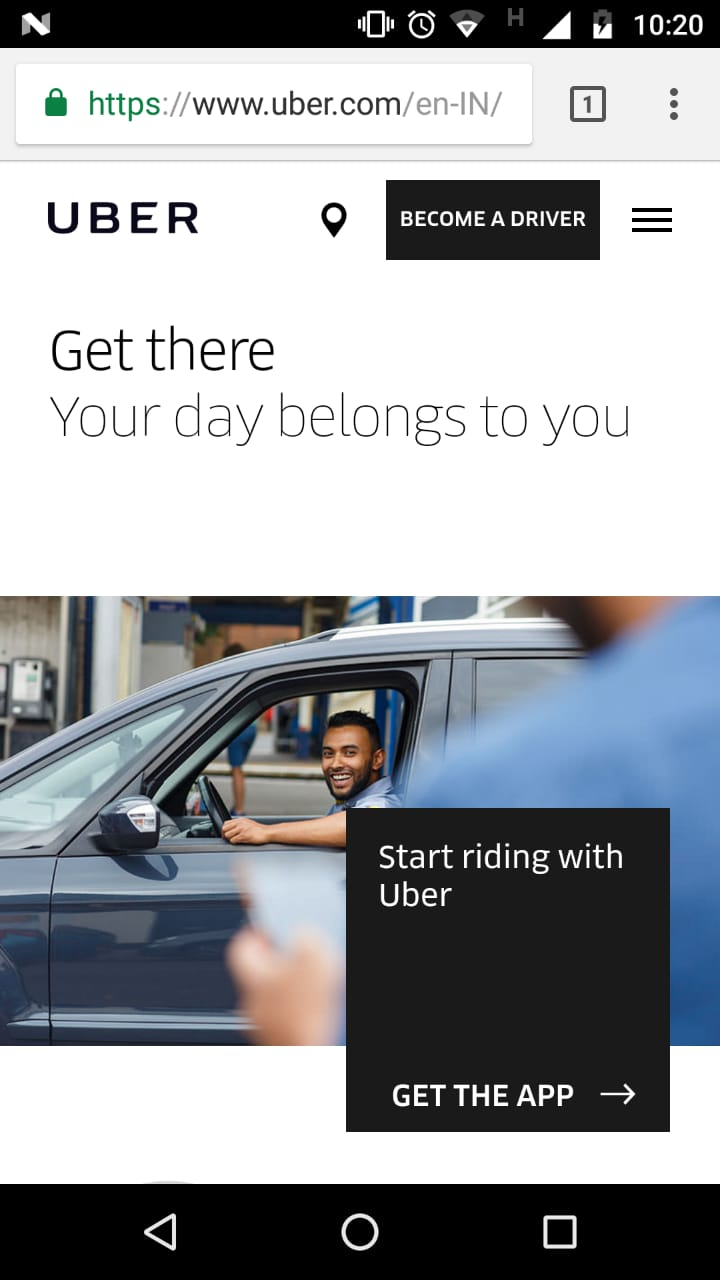 H
10:20
https://www.uber.com/en-IN/
1
UBER
BECOME A DRIVER
Get there
Your day belongs to you
Start riding with
Uber
GET THE APP